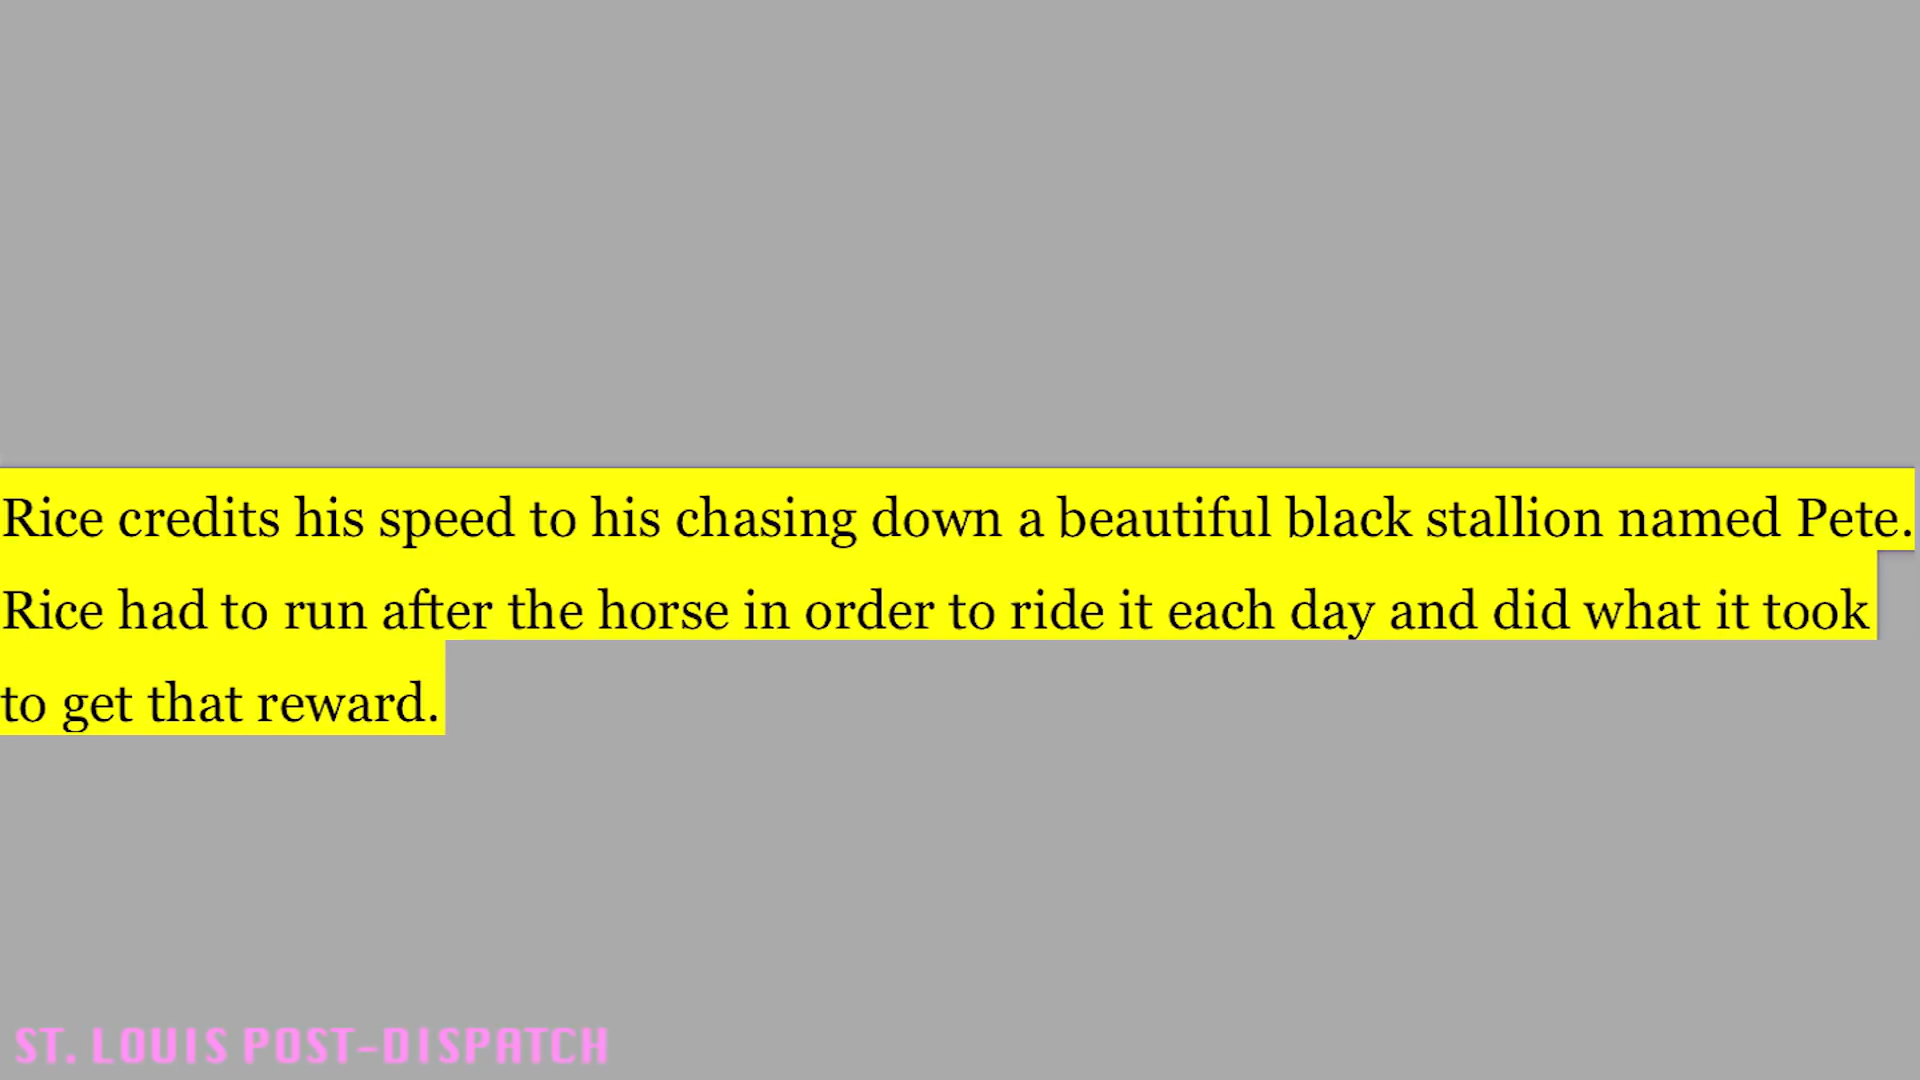 Rice credits his speed to his chasing down a beautiful black stallion named Pete.
Rice had to run after the horse in order to ride it each day and did what it took
to get that reward.
ST. LOUIS POST-DISPATCH